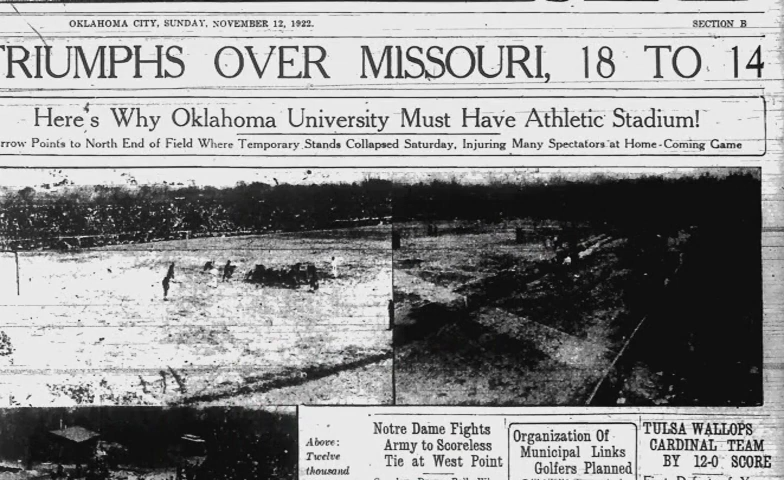 OKLAHOMA CITY, SUNDAY, NOVEMBER 12, 1922.
SECTION B
TRIUMPHS OVER MISSOURI, 18 TO 14
Here's Why Oklahoma University Must Have Athletic Stadium!
rrow Points to North End of Field Where Temporary Stands Collapsed Saturday, Injuring Many Spectators at Home-Coming Game
Above:
Twelve
thousand
Notre Dame Fights
Army to Scoreless
Tie at West Point
Organization Of
Municipal Links
Golfers Planned
TULSA WALLOPS
CARDINAL TEAM
BY 12-0 SCORE